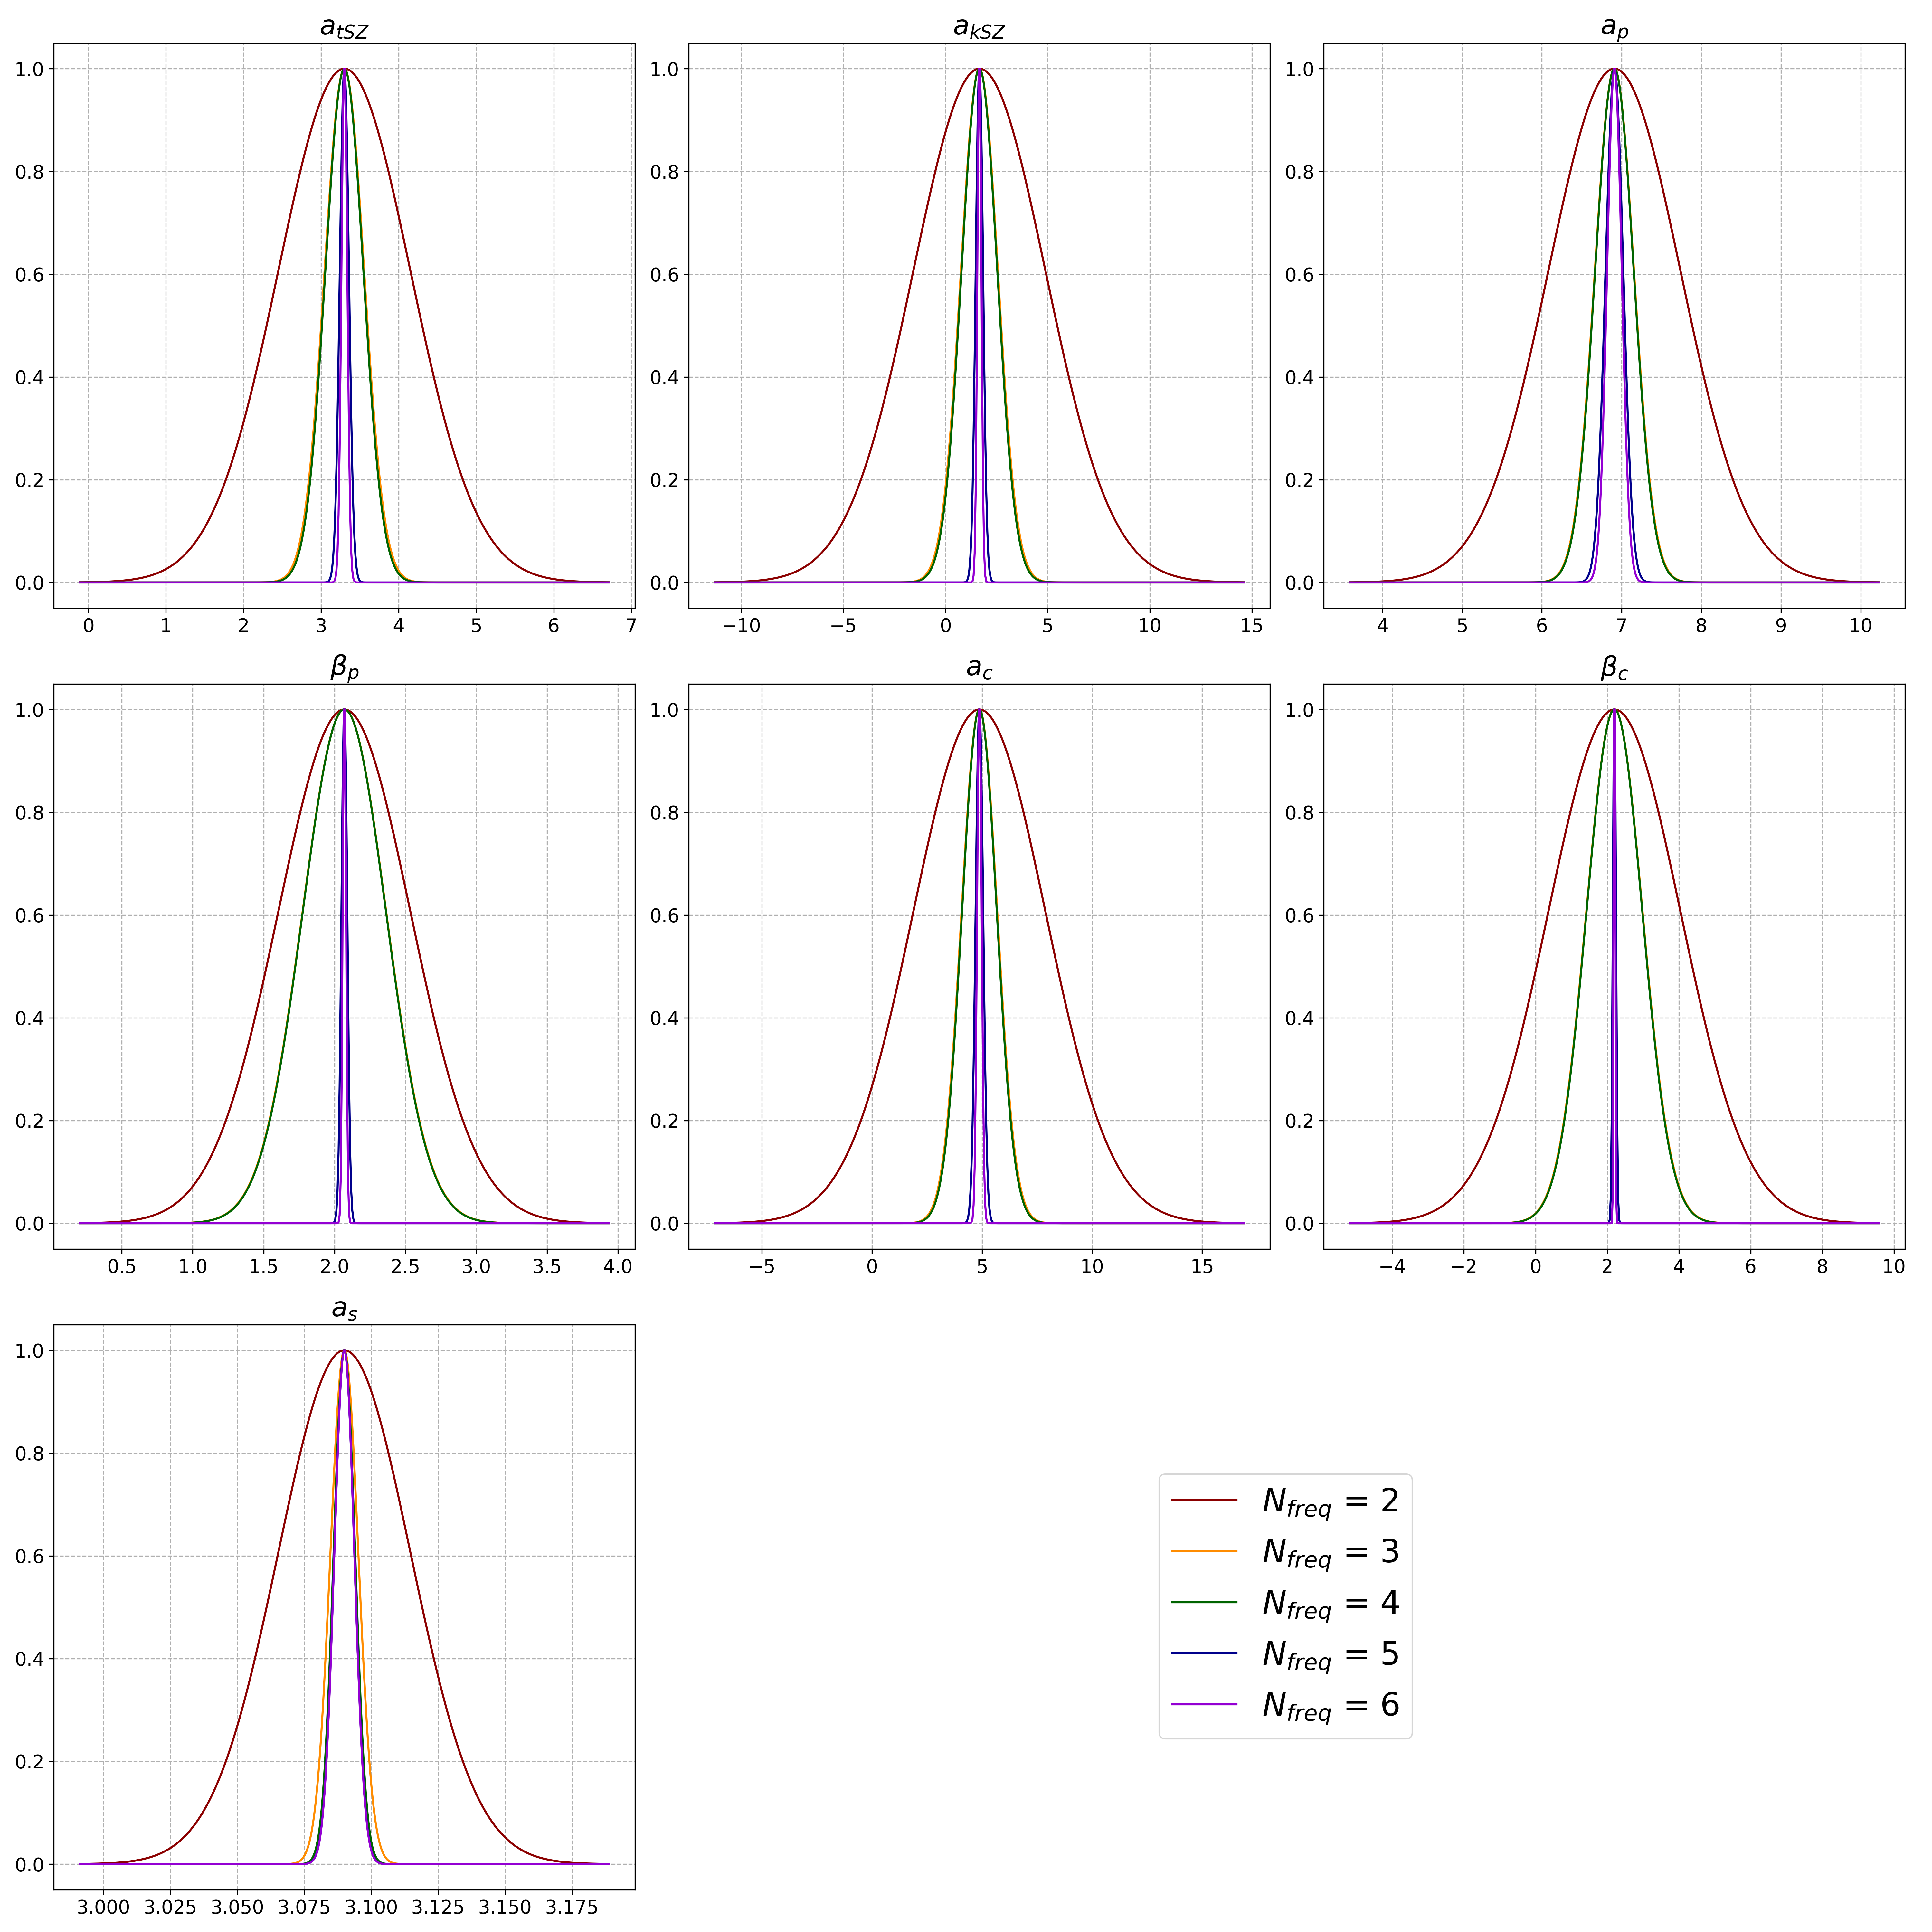 a_tSZ
a_kSZ
a_p
1.0 0.8 0.6 0.4 0.2 0.0
0 1 2 3 4 5 6 7
1.0 0.8 0.6 0.4 0.2 0.0
−10 −5 0 5 10 15
1.0 0.8 0.6 0.4 0.2 0.0
4 5 6 7 8 9 10
β_p
a_c
β_c
1.0 0.8 0.6 0.4 0.2 0.0
0.5 1.0 1.5 2.0 2.5 3.0 3.5 4.0
1.0 0.8 0.6 0.4 0.2 0.0
−5 0 5 10 15
1.0 0.8 0.6 0.4 0.2 0.0
−4 −2 0 2 4 6 8 10
a_s
1.0 0.8 0.6 0.4 0.2 0.0
3.000 3.025 3.050 3.075 3.100 3.125 3.150 3.175
N_freq = 2
N_freq = 3
N_freq = 4
N_freq = 5
N_freq = 6